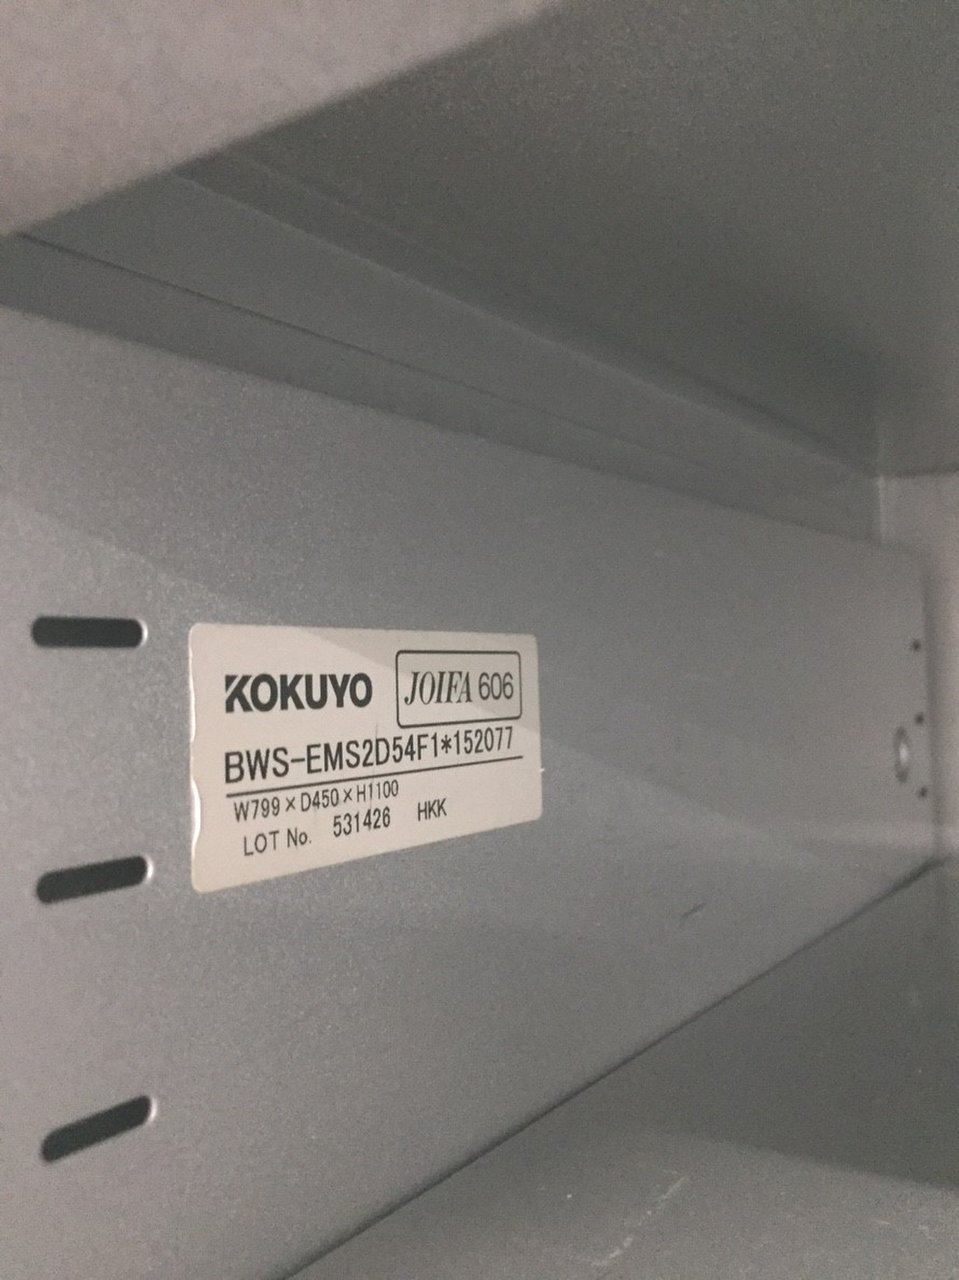 KOKUYO JOIFA 606
BWS-EMS2D54F1*152077
W799×D450×H1100
LOT No. 531426 HKK